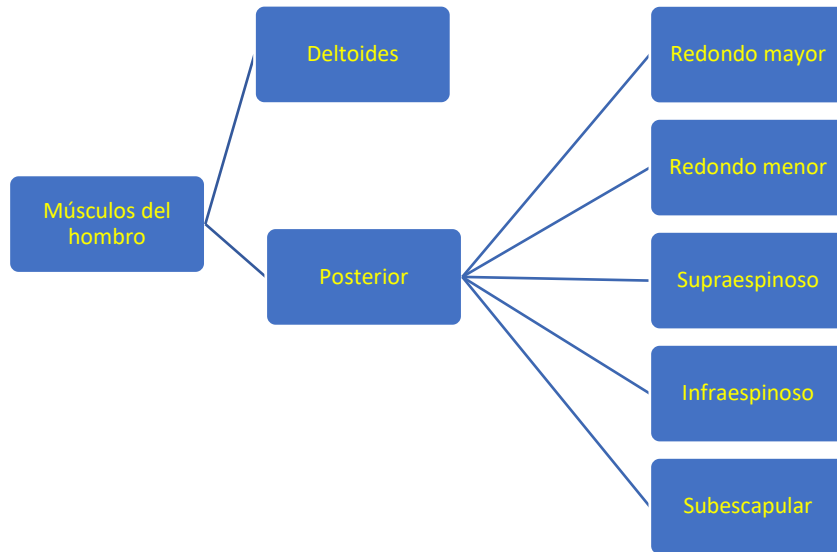 Músculos del
hombro
Deltoides
Posterior
Redondo mayor
Redondo menor
Supraespinoso
Infraespinoso
Subescapular